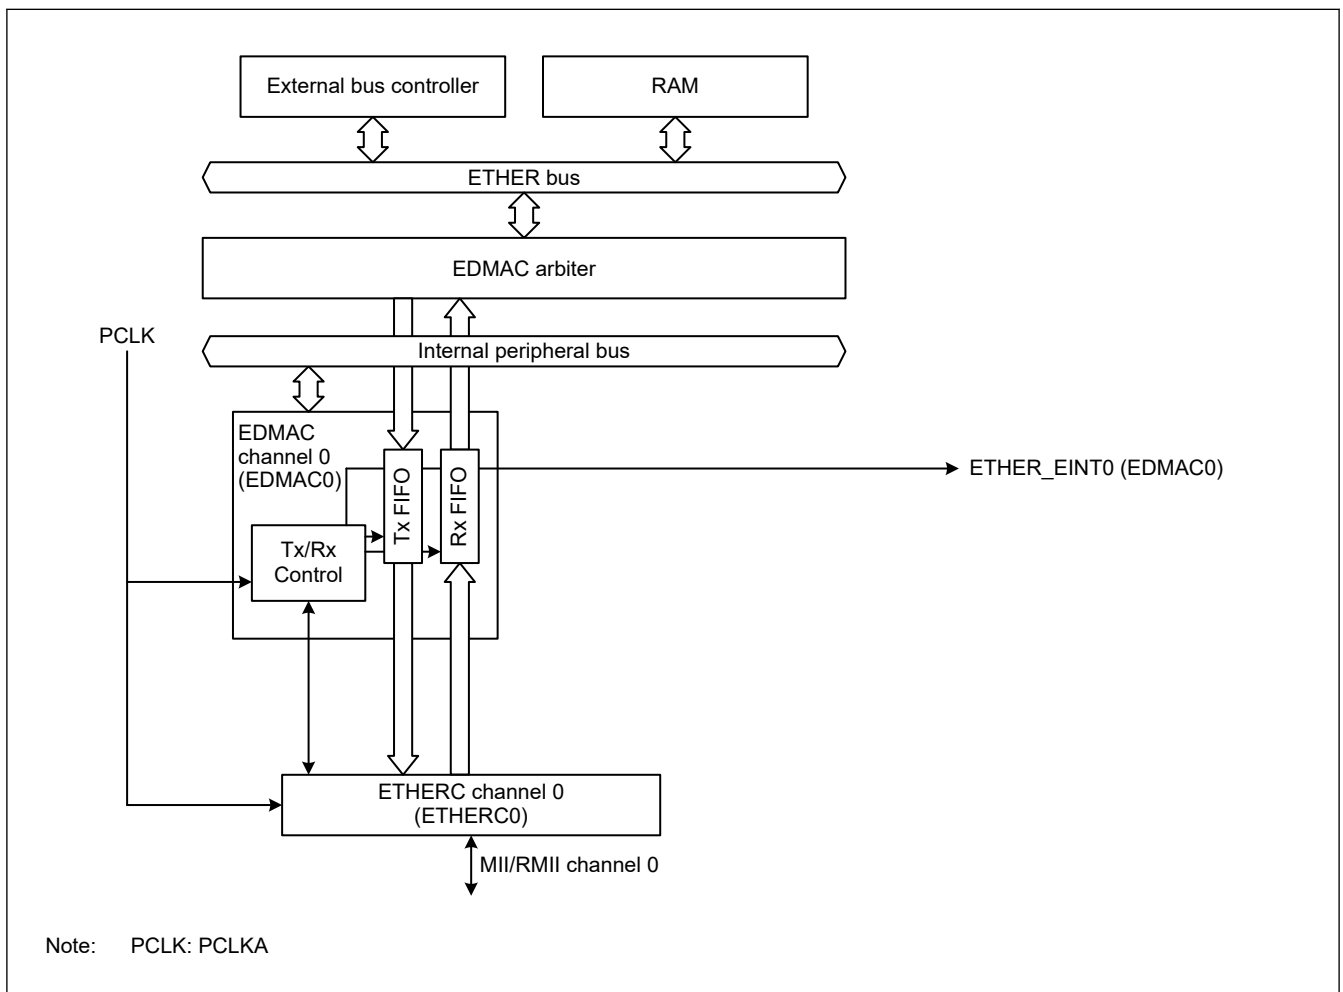 External bus controller
RAM
ETHER bus
EDMAC arbiter
PCLK
Internal peripheral bus
EDMAC
channel 0
(EDMAC0)
Tx FIFO
Rx FIFO
ETHER_EINT0 (EDMAC0)
Tx/Rx
Control
ETHERC channel 0
(ETHERC0)
MII/RMII channel 0
Note: PCLK: PCLKA